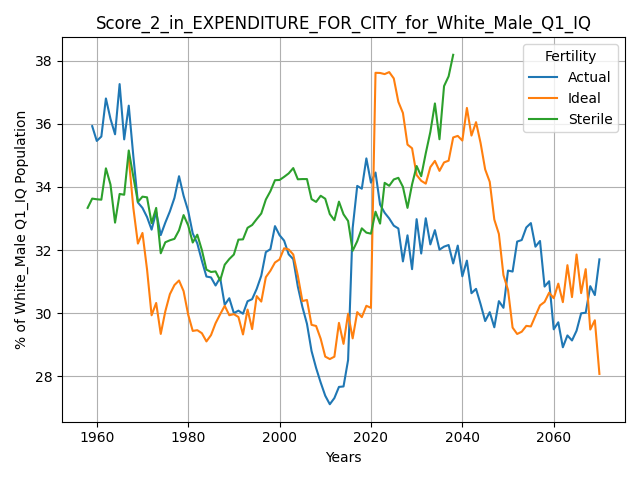 Score_2_in_EXPENDITURE_FOR_CITY_for_White_Male_Q1_IQ
% of White_Male Q1_IQ Population
38
36
34
32
30
28
Fertility
Actual
Ideal
Sterile
1960
1980
2000
2020
2040
2060
Years